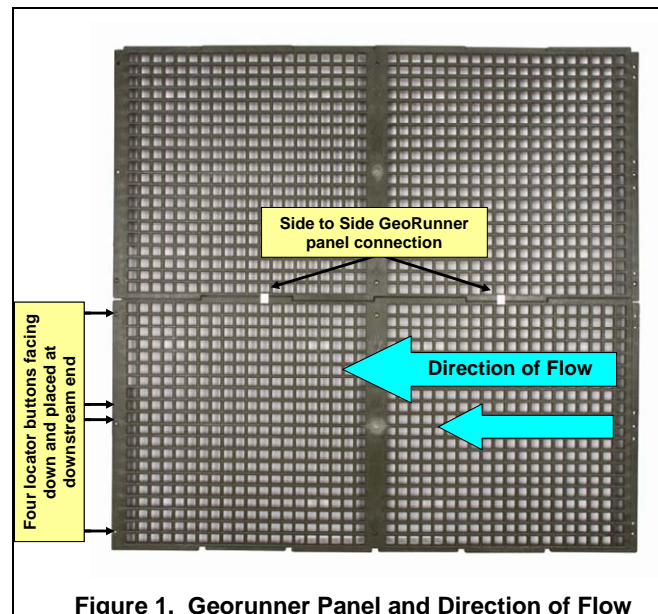 Side to Side GeoRunner
panel connection
Direction of Flow
Four locator buttons facing
down and placed at
downstream end
Figure 1.  Georunner Panel and Direction of Flow